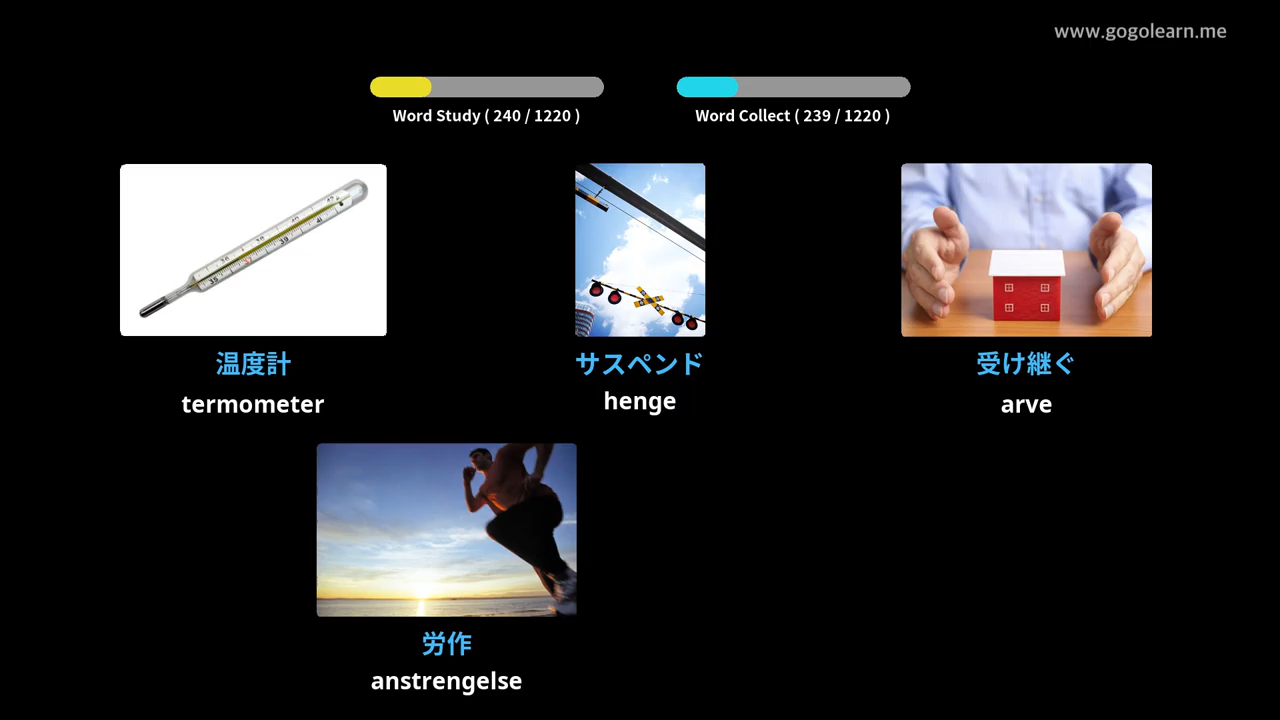 www.gogolearn.me
Word Study ( 240 / 1220 )
Word Collect ( 239 / 1220 )
温度計
termometer
サスペンド
henge
受け継ぐ
arve
労作
anstrengelse